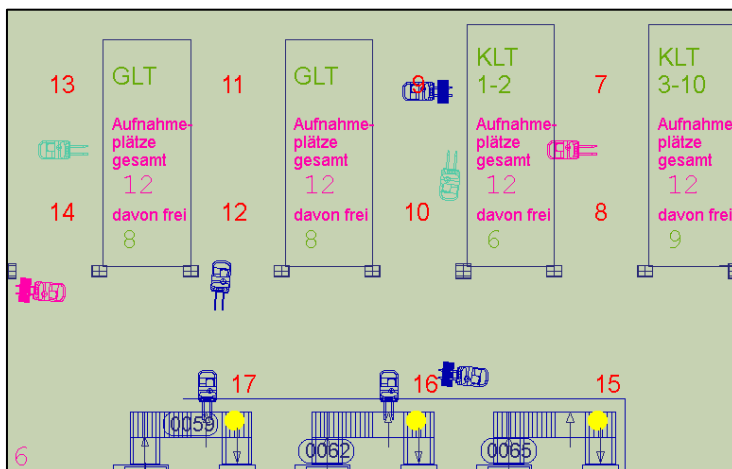 13
GLT
11
GLT
9
KLT
1-2
7
KLT
3-10
Aufnahme-
plätze
gesamt
12
Aufnahme-
plätze
gesamt
12
Aufnahme-
plätze
gesamt
12
Aufnahme-
plätze
gesamt
12
14
davon frei
8
12
davon frei
8
10
davon frei
6
8
davon frei
9
17
16
15
0059
0062
0065
6